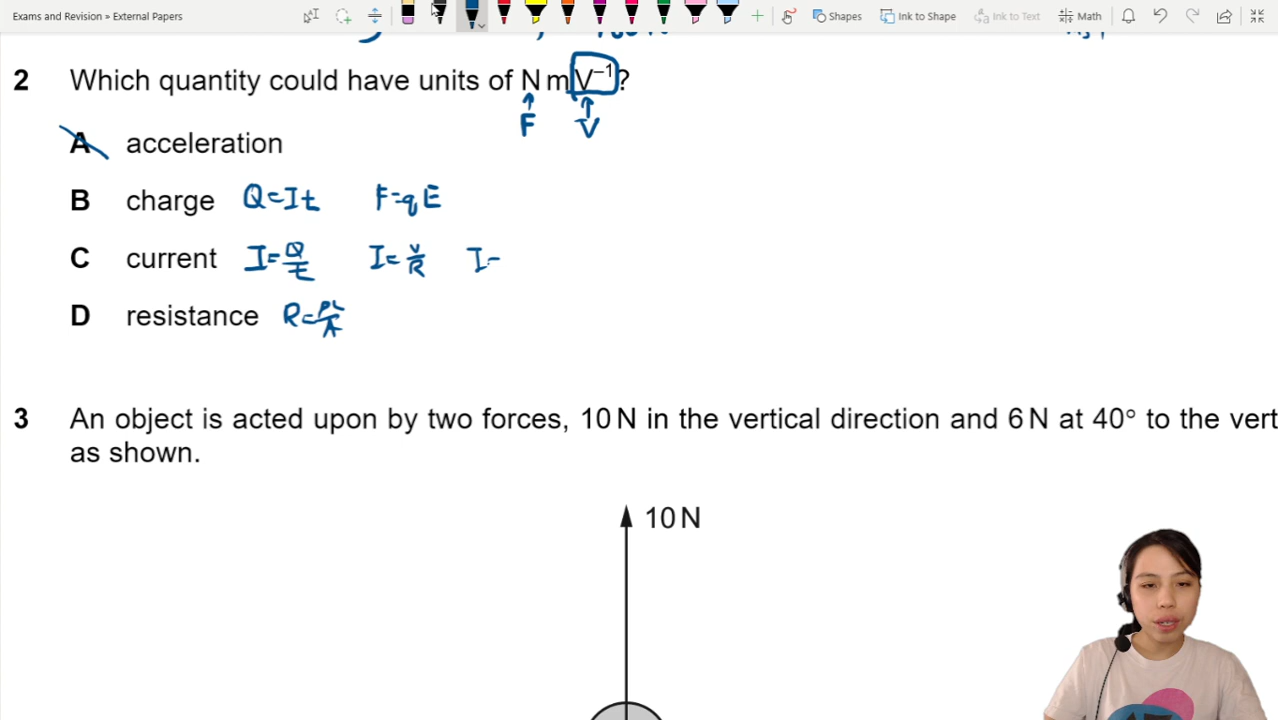 Exams and Revision » External Papers
Shapes
Ink to Shape
Ink to Text
Math
2 Which quantity could have units of N m V⁻¹?
F V
A acceleration
B charge Q=It F=qE
C current I=Q/t I=V/R I=
D resistance R=ρL/A
3 An object is acted upon by two forces, 10 N in the vertical direction and 6 N at 40° to the vert
as shown.
10 N